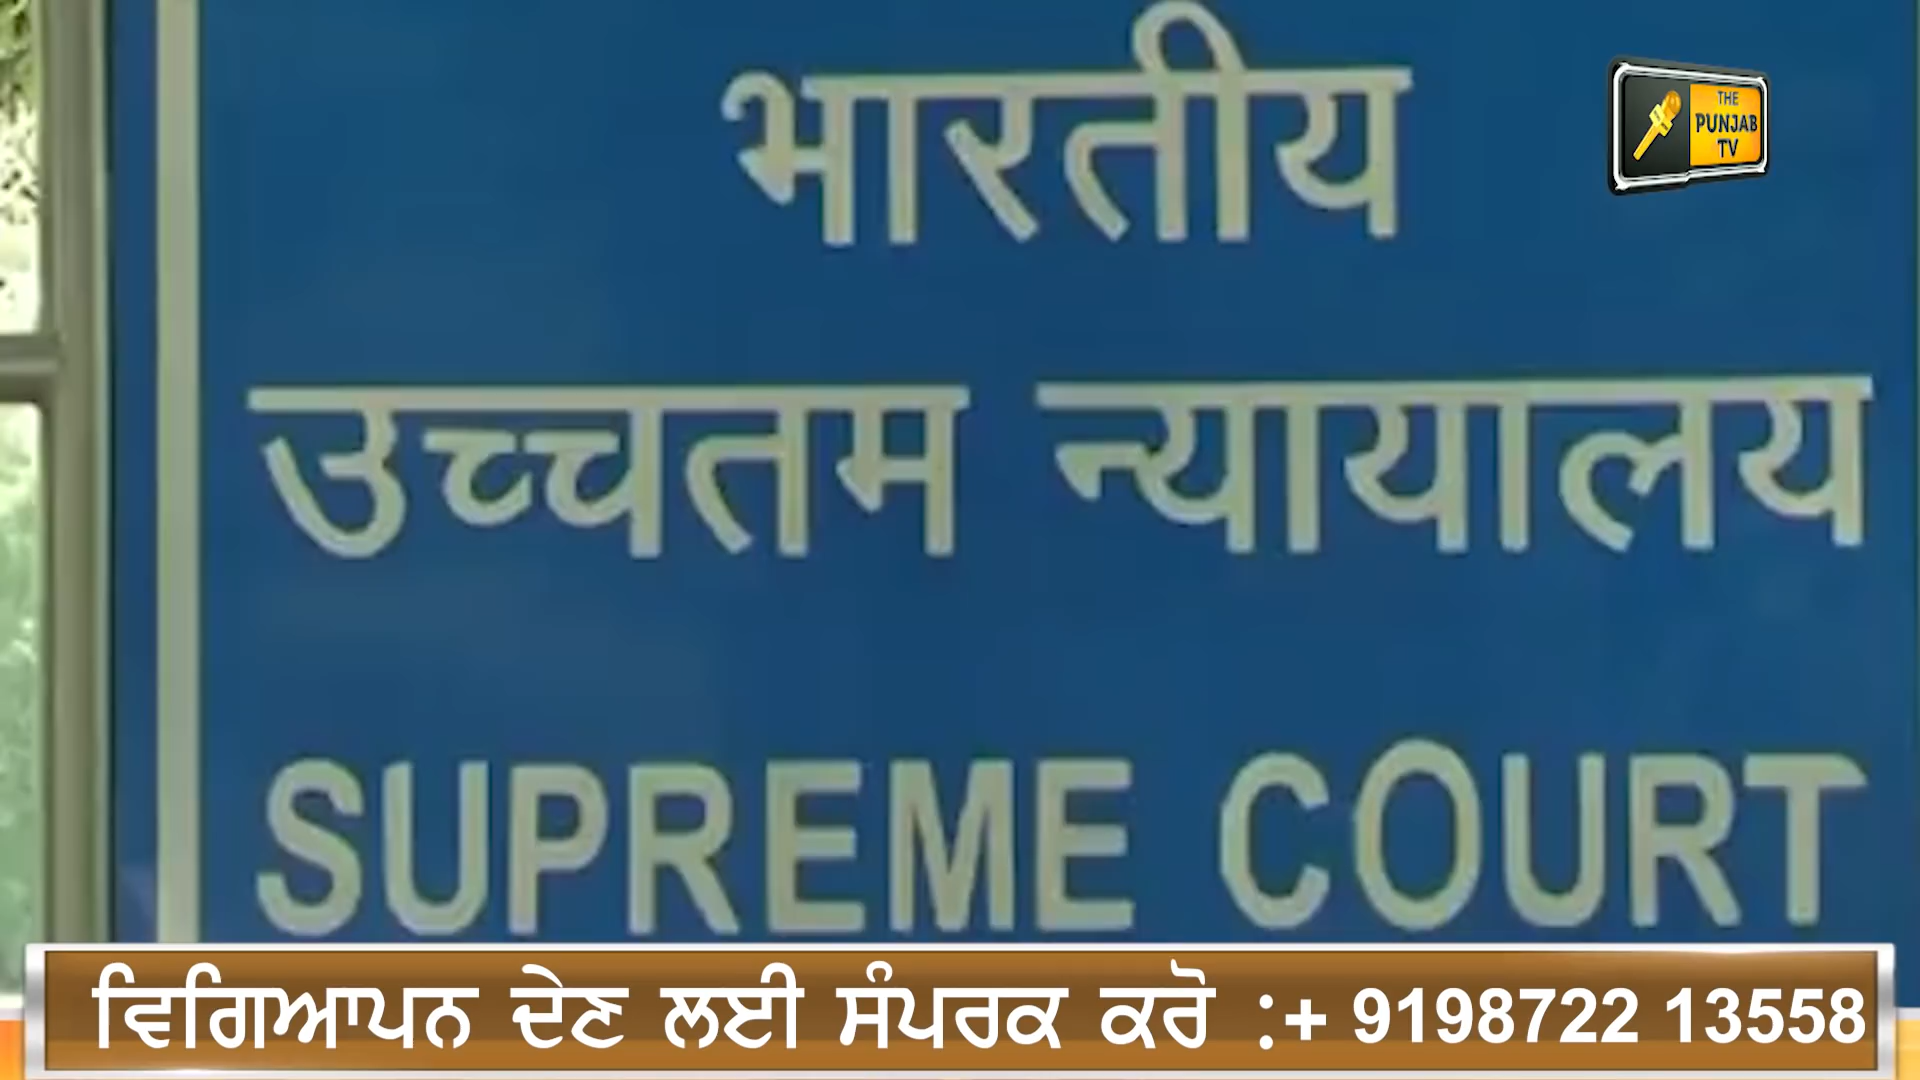 भारतीय
THE
PUNJAB
TV
उच्चतम न्यायालय
SUPREME COURT
ਵਿਗਿਆਪਨ ਦੇਣ ਲਈ ਸੰਪਰਕ ਕਰੋ :+ 9198722 13558